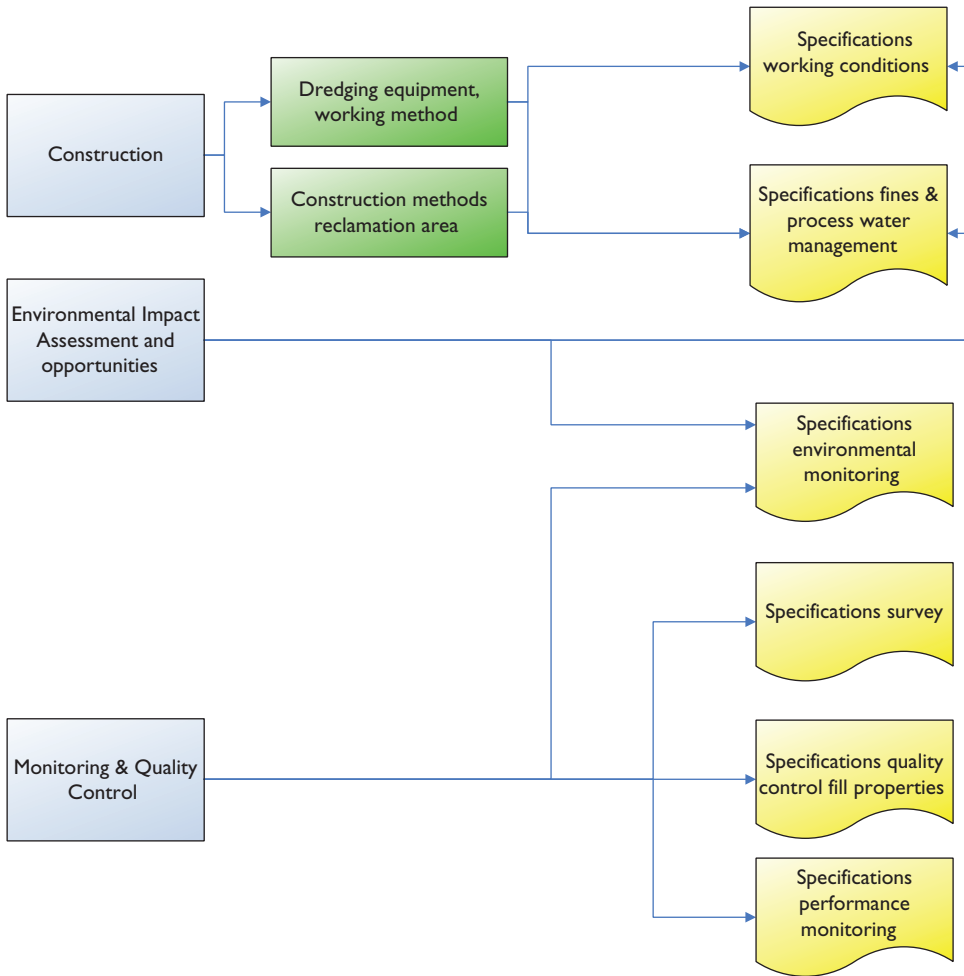 Construction
Dredging equipment,
working method
Construction methods
reclamation area
Specifications
working conditions
Specifications fines &
process water
management
Environmental Impact
Assessment and
opportunities
Specifications
environmental
monitoring
Monitoring & Quality
Control
Specifications survey
Specifications quality
control fill properties
Specifications
performance
monitoring